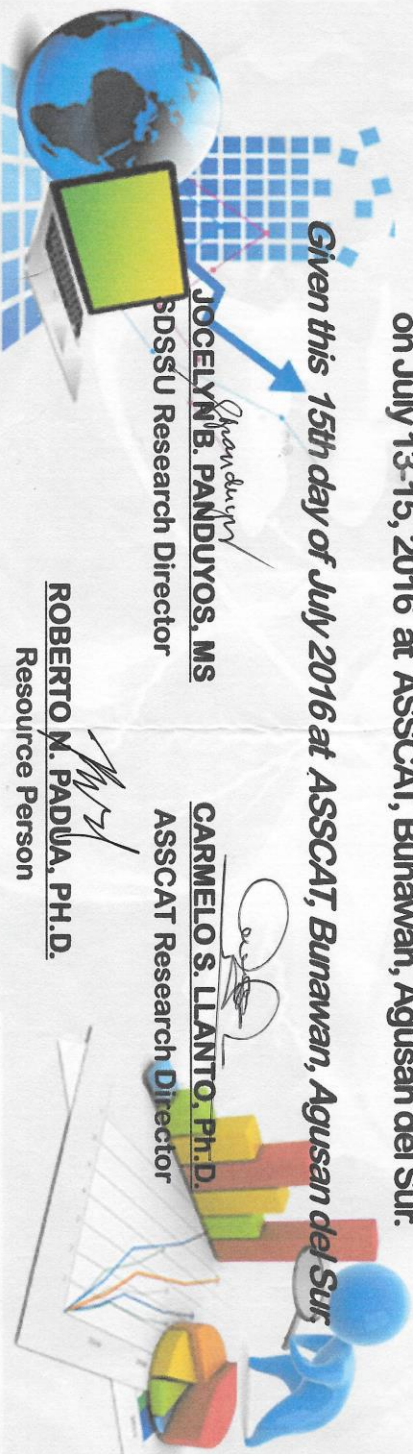 on July 13-15, 2016 at ASSCAT, Bunawan, Agusan del Sur.
Given this 15th day of July 2016 at ASSCAT, Bunawan, Agusan del Sur.
JOCELYN B. PANDUYOS, MS
SDSSU Research Director
CARMELO S. LLANTO, Ph.D.
ASSCAT Research Director
ROBERTO N. PADUA, PH.D.
Resource Person